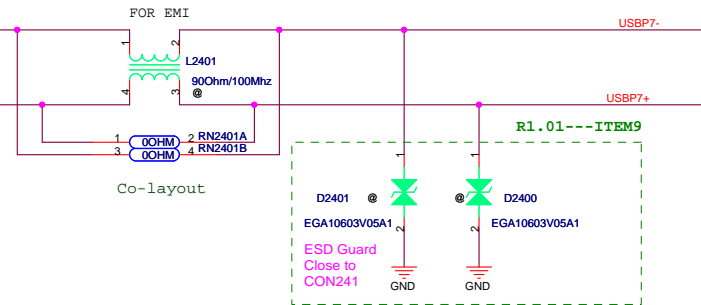 FOR EMI
USBP7-
1
2
L2401
90Ohm/100Mhz
4
3
@
USBP7+
R1.01---ITEM9
1
0OHM
2
RN2401A
3
0OHM
4
RN2401B
Co-layout
1
1
D2401
@
@
D2400
EGA10603V05A1
EGA10603V05A1
2
2
ESD Guard
Close to
CON241
GND
GND